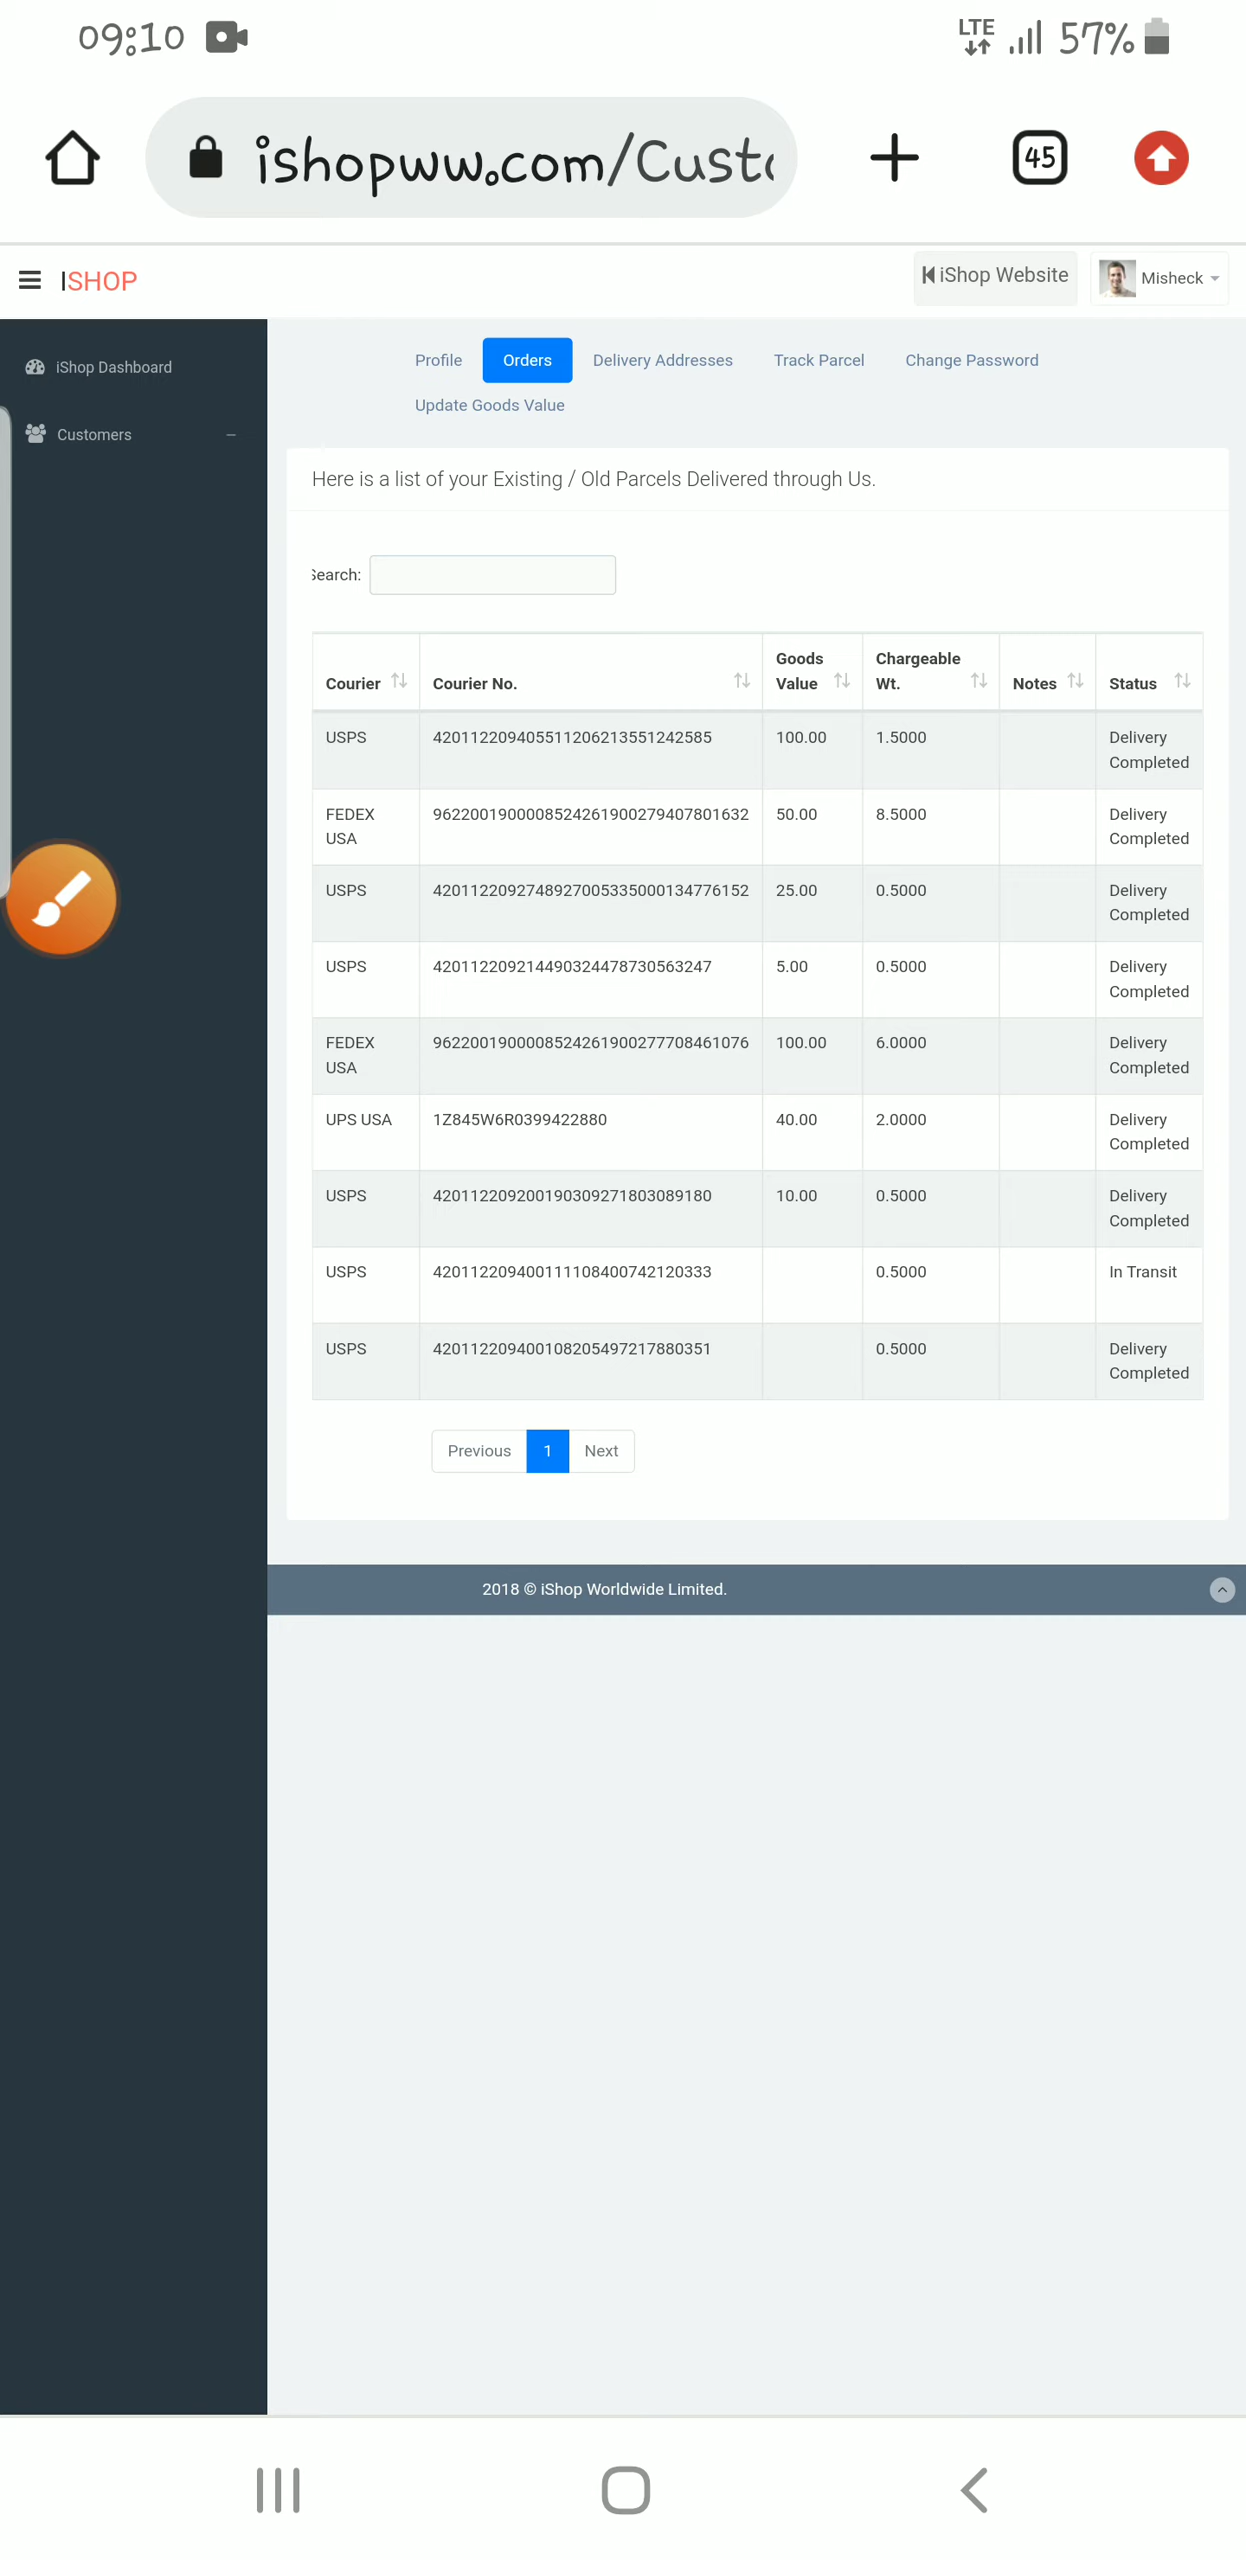 09:10
LTE 57%
ishopww.com/Custo
45
ISHOP
iShop Website
Misheck
iShop Dashboard
Customers
Profile Orders Delivery Addresses Track Parcel Change Password
Update Goods Value
Here is a list of your Existing / Old Parcels Delivered through Us.
Search:
Courier Courier No. Goods Value Chargeable Wt. Notes Status
USPS 420112209405511206213551242585 100.00 1.5000 Delivery Completed
FEDEX USA 9622001900008524261900279407801632 50.00 8.5000 Delivery Completed
USPS 4201122092748927005335000134776152 25.00 0.5000 Delivery Completed
USPS 420112209214490324478730563247 5.00 0.5000 Delivery Completed
FEDEX USA 9622001900008524261900277708461076 100.00 6.0000 Delivery Completed
UPS USA 1Z845W6R0399422880 40.00 2.0000 Delivery Completed
USPS 420112209200190309271803089180 10.00 0.5000 Delivery Completed
USPS 420112209400111108400742120333 0.5000 In Transit
USPS 420112209400108205497217880351 0.5000 Delivery Completed
Previous 1 Next
2018 © iShop Worldwide Limited.